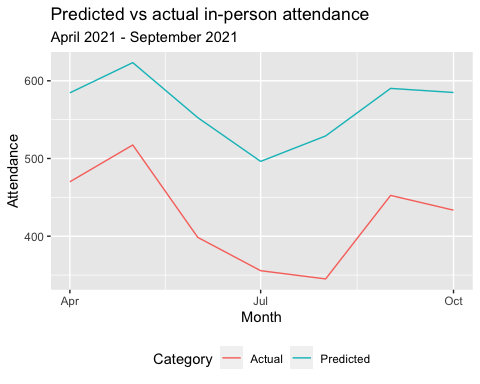 Predicted vs actual in-person attendance
April 2021 - September 2021
600
500
400
Attendance
Apr
Jul
Oct
Month
Category
Actual
Predicted